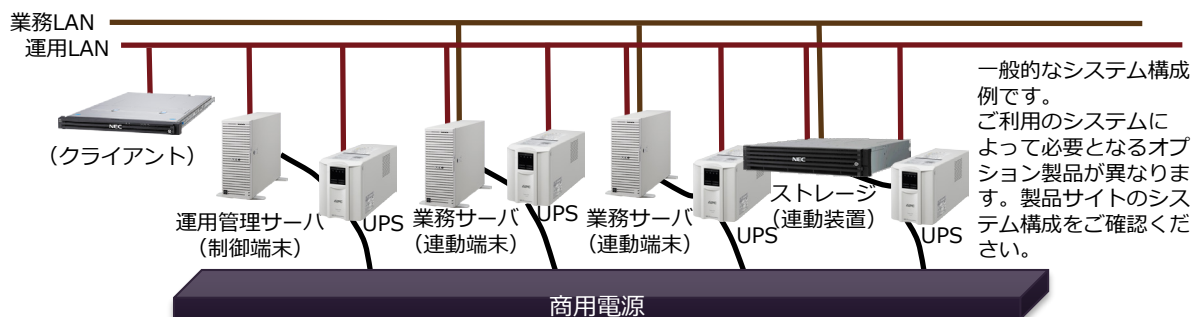 業務LAN
運用LAN
一般的なシステム構成
例です。
ご利用のシステムに
よって必要となるオプ
ション製品が異なりま
す。製品サイトのシス
テム構成をご確認くだ
さい。
NEC
(クライアント)
運用管理サーバ
(制御端末)
UPS
業務サーバ
(連動端末)
UPS
業務サーバ
(連動端末)
UPS
NEC
ストレージ
(連動装置)
UPS
商用電源